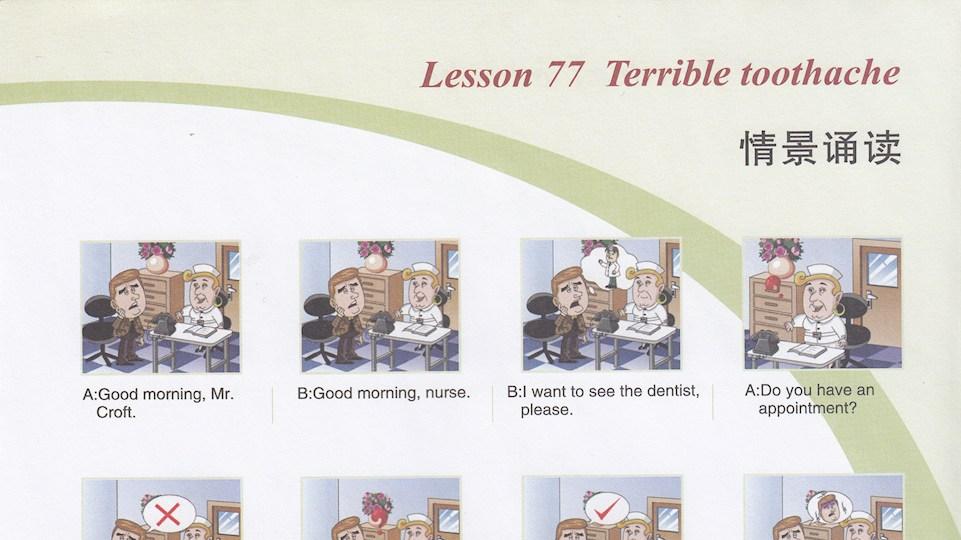 Lesson 77 Terrible toothache
情景诵读
A:Good morning, Mr.
Croft.
B:Good morning, nurse.
B:I want to see the dentist,
please.
A:Do you have an
appointment?